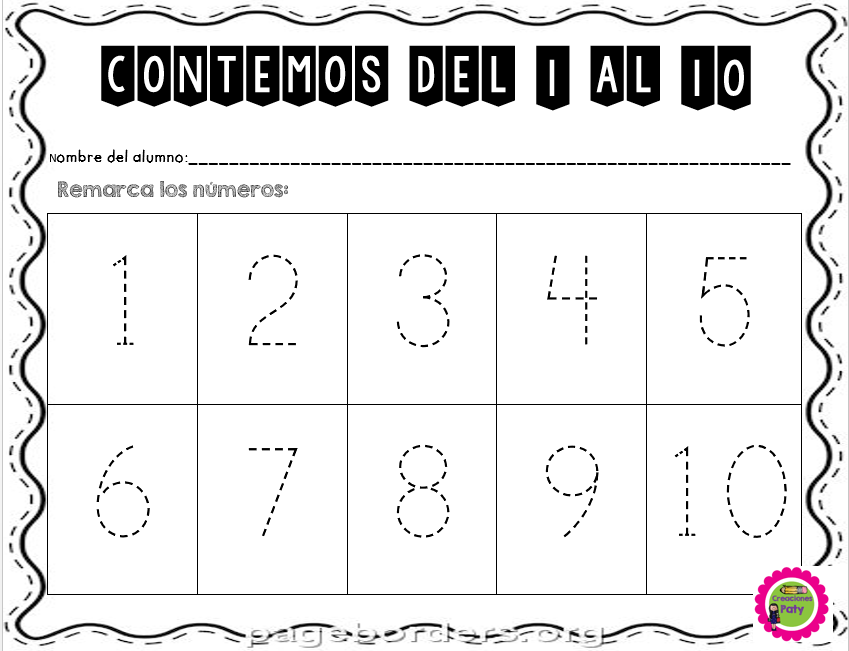 CONTEMOS DEL 1 AL 10
Nombre del alumno:____________________________________________________________
Remarca los números:
1 2 3 4 5
6 7 8 9 10
Creaciones
Paty
pageborders.org